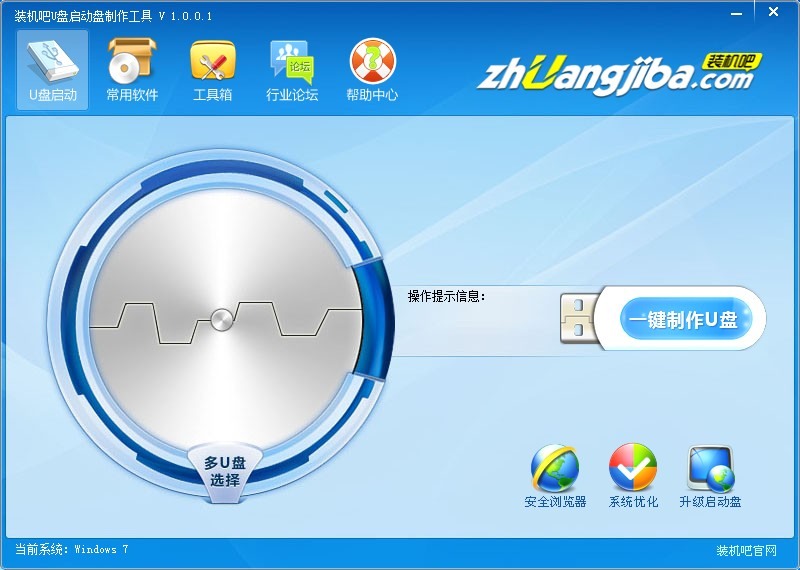 装机吧U盘启动盘制作工具 V 1.0.0.1
论坛
U盘启动
常用软件
工具箱
行业论坛
帮助中心
zhuangjiba.com
装机吧
操作提示信息:
一键制作U盘
多U盘
选择
安全浏览器
系统优化
升级启动盘
当前系统: Windows 7
装机吧官网